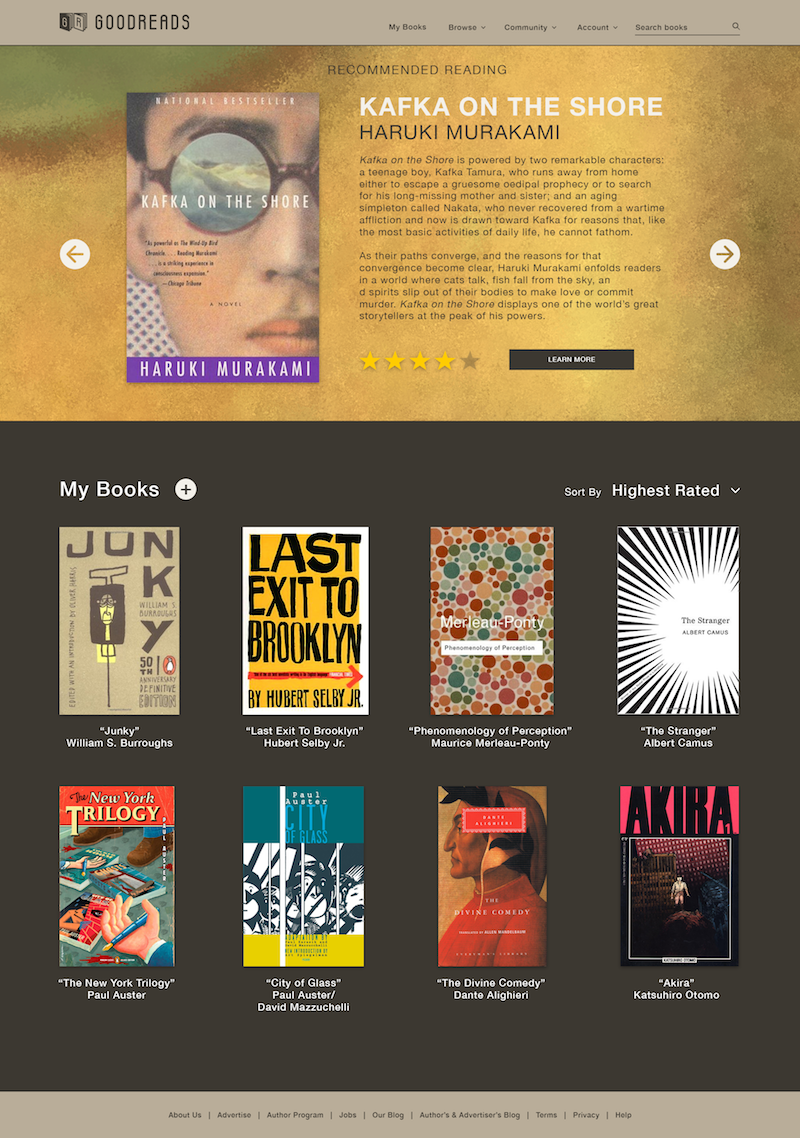 GR GOODREADS
My Books Browse Community Account Search books
RECOMMENDED READING
NATIONAL BESTSELLER
KAFKA ON THE SHORE
"As powerful as The Wind-Up Bird
Chronicle. . . . Reading Murakami
. . . is a striking experience in
consciousness expansion."
—Chicago Tribune
A NOVEL
HARUKI MURAKAMI
KAFKA ON THE SHORE
HARUKI MURAKAMI
Kafka on the Shore is powered by two remarkable characters:
a teenage boy, Kafka Tamura, who runs away from home
either to escape a gruesome oedipal prophecy or to search
for his long-missing mother and sister; and an aging
simpleton called Nakata, who never recovered from a wartime
affliction and now is drawn toward Kafka for reasons that, like
the most basic activities of daily life, he cannot fathom.
As their paths converge, and the reasons for that
convergence become clear, Haruki Murakami enfolds readers
in a world where cats talk, fish fall from the sky, an
d spirits slip out of their bodies to make love or commit
murder. Kafka on the Shore displays one of the world's great
storytellers at the peak of his powers.
LEARN MORE
My Books +
Sort By Highest Rated
JUNKY
WILLIAM S.
BURROUGHS
EDITED WITH AN INTRODUCTION BY OLIVER HARRIS
50
TH
ANNIVERSARY
DEFINITIVE
EDITION
LAST
EXIT TO
BROOKLYN
BY HUBERT SELBY JR.
Merleau-Ponty
Phenomenology of Perception
The Stranger
ALBERT CAMUS
"Junky"
William S. Burroughs
"Last Exit To Brooklyn"
Hubert Selby Jr.
"Phenomenology of Perception"
Maurice Merleau-Ponty
"The Stranger"
Albert Camus
The New York
TRILOGY
PAUL AUSTER
Paul
Auster
CITY
OF GLASS
DANTE
ALIGHIERI
THE
DIVINE COMEDY
TRANSLATED BY ALLEN MANDELBAUM
EVERYMAN'S LIBRARY
AKIRA 1
KATSUHIRO OTOMO
"The New York Trilogy"
Paul Auster
"City of Glass"
Paul Auster/
David Mazzuchelli
"The Divine Comedy"
Dante Alighieri
"Akira"
Katsuhiro Otomo
About Us | Advertise | Author Program | Jobs | Our Blog | Author's & Advertiser's Blog | Terms | Privacy | Help